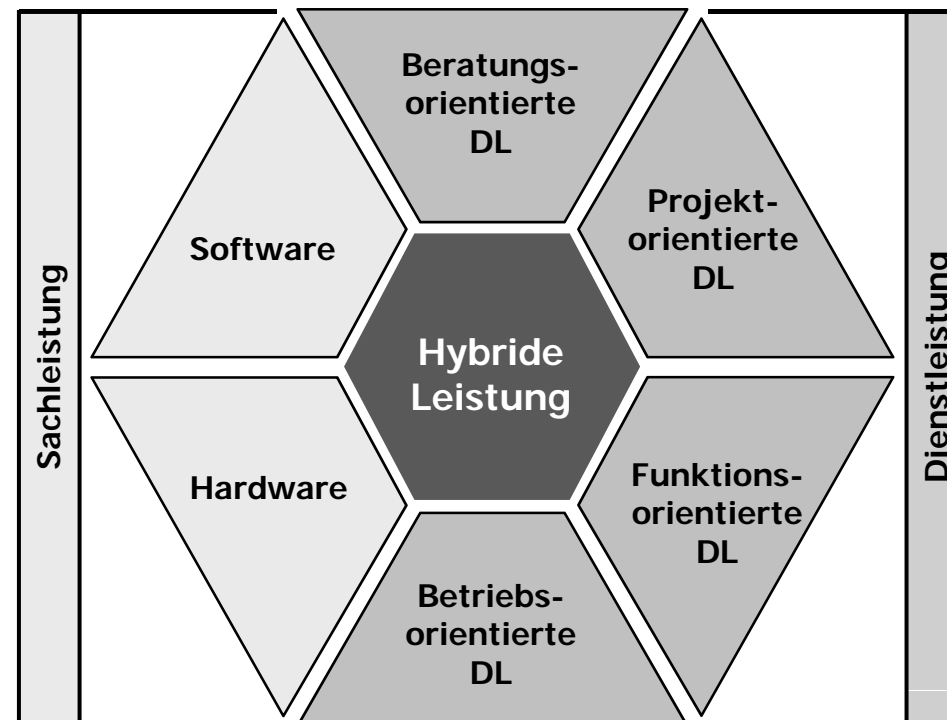 Beratungs-
orientierte
DL
Projekt-
orientierte
DL
Software
Sachleistung
Hybride
Leistung
Dienstleistung
Hardware
Funktions-
orientierte
DL
Betriebs-
orientierte
DL